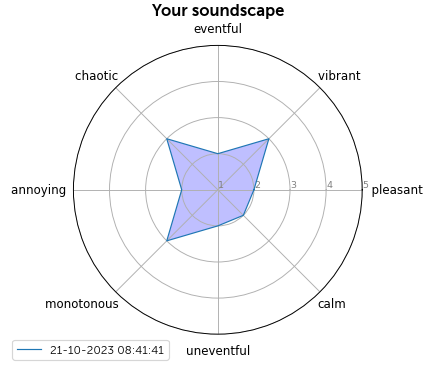 Your soundscape
eventful
chaotic
vibrant
annoying
1 2 3 4 5
pleasant
monotonous
calm
uneventful
21-10-2023 08:41:41